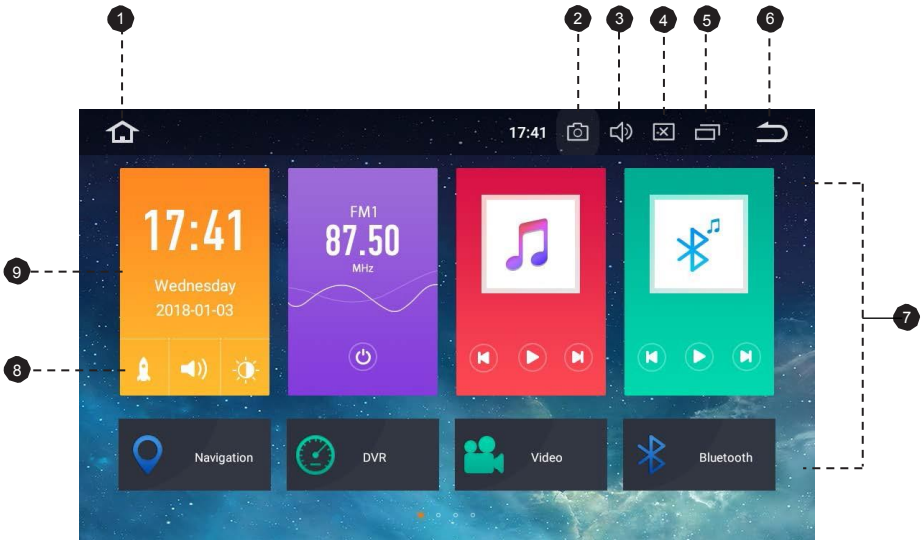 1
2
3
4
5
6
17:41
17:41
Wednesday
2018-01-03
FM1
87.50
MHz
9
7
8
Navigation
DVR
Video
Bluetooth